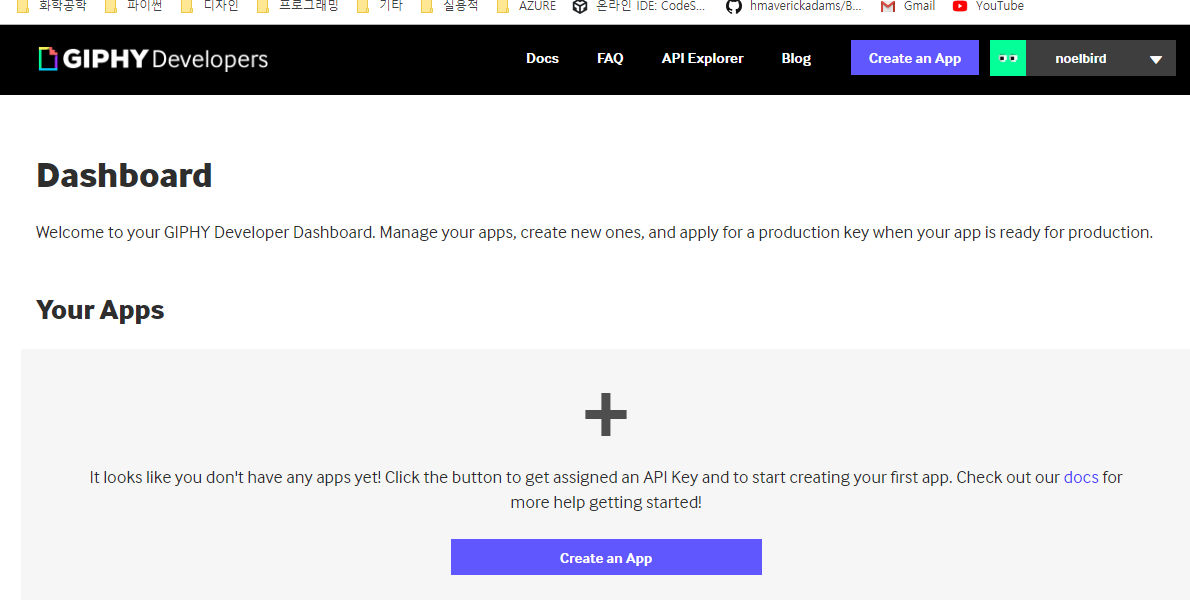 화학공학 파이썬 디자인 프로그래밍 기타 실용적 AZURE 온라인 IDE: CodeS... hmaverickadams/B... Gmail YouTube
GIPHY Developers Docs FAQ API Explorer Blog Create an App noelbird
Dashboard
Welcome to your GIPHY Developer Dashboard. Manage your apps, create new ones, and apply for a production key when your app is ready for production.
Your Apps
It looks like you don't have any apps yet! Click the button to get assigned an API Key and to start creating your first app. Check out our docs for
more help getting started!
Create an App